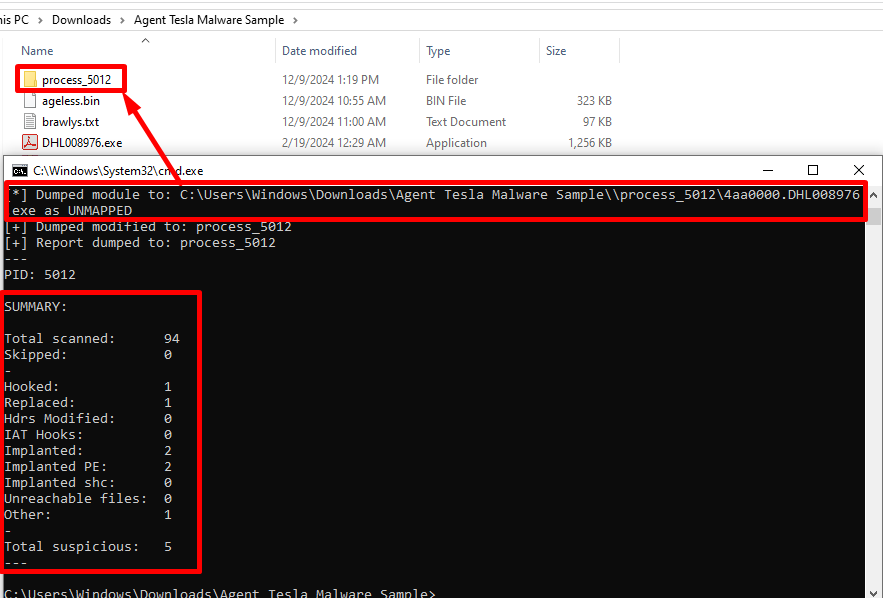 his PC > Downloads > Agent Tesla Malware Sample >
Name Date modified Type Size
process_5012 12/9/2024 1:19 PM File folder
ageless.bin 12/9/2024 10:55 AM BIN File 323 KB
brawlys.txt 12/9/2024 11:00 AM Text Document 97 KB
DHL008976.exe 2/19/2024 12:29 AM Application 1,256 KB
C:\Windows\System32\cmd.exe
[*] Dumped module to: C:\Users\Windows\Downloads\Agent Tesla Malware Sample\\process_5012\4aa0000.DHL008976
exe as UNMAPPED
[+] Dumped modified to: process_5012
[+] Report dumped to: process_5012
---
PID: 5012
SUMMARY:
Total scanned: 94
Skipped: 0
-
Hooked: 1
Replaced: 1
Hdrs Modified: 0
IAT Hooks: 0
Implanted: 2
Implanted PE: 2
Implanted shc: 0
Unreachable files: 0
Other: 1
-
Total suspicious: 5
---
C:\Users\Windows\Downloads\Agent Tesla Malware Sample>